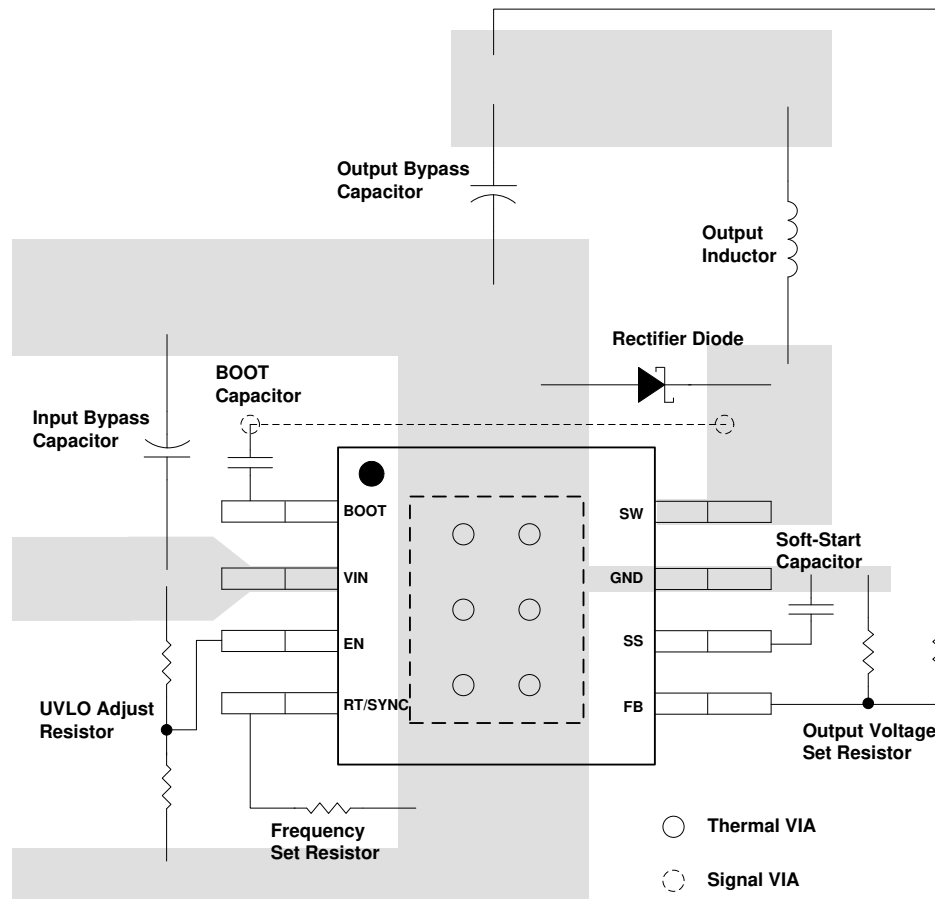 Output Bypass
Capacitor
Output
Inductor
Rectifier Diode
BOOT
Capacitor
Input Bypass
Capacitor
BOOT
SW
Soft-Start
Capacitor
VIN
GND
EN
SS
RT/SYNC
FB
UVLO Adjust
Resistor
Output Voltage
Set Resistor
Frequency
Set Resistor
Thermal VIA
Signal VIA